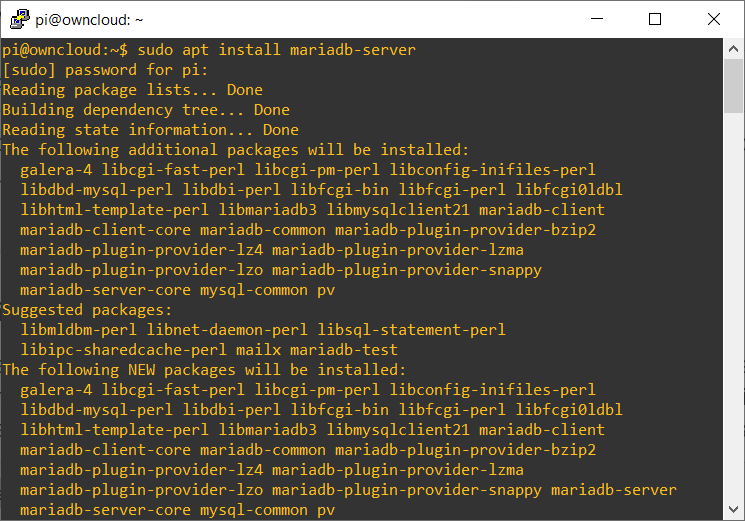 pi@owncloud: ~
pi@owncloud:~$ sudo apt install mariadb-server
[sudo] password for pi:
Reading package lists... Done
Building dependency tree... Done
Reading state information... Done
The following additional packages will be installed:
  galera-4 libcgi-fast-perl libcgi-pm-perl libconfig-inifiles-perl
  libdbd-mysql-perl libdbi-perl libfcgi-bin libfcgi-perl libfcgi0ldbl
  libhtml-template-perl libmariadb3 libmysqlclient21 mariadb-client
  mariadb-client-core mariadb-common mariadb-plugin-provider-bzip2
  mariadb-plugin-provider-lz4 mariadb-plugin-provider-lzma
  mariadb-plugin-provider-lzo mariadb-plugin-provider-snappy
  mariadb-server-core mysql-common pv
Suggested packages:
  libmldbm-perl libnet-daemon-perl libsql-statement-perl
  libipc-sharedcache-perl mailx mariadb-test
The following NEW packages will be installed:
  galera-4 libcgi-fast-perl libcgi-pm-perl libconfig-inifiles-perl
  libdbd-mysql-perl libdbi-perl libfcgi-bin libfcgi-perl libfcgi0ldbl
  libhtml-template-perl libmariadb3 libmysqlclient21 mariadb-client
  mariadb-client-core mariadb-common mariadb-plugin-provider-bzip2
  mariadb-plugin-provider-lz4 mariadb-plugin-provider-lzma
  mariadb-plugin-provider-lzo mariadb-plugin-provider-snappy mariadb-server
  mariadb-server-core mysql-common pv